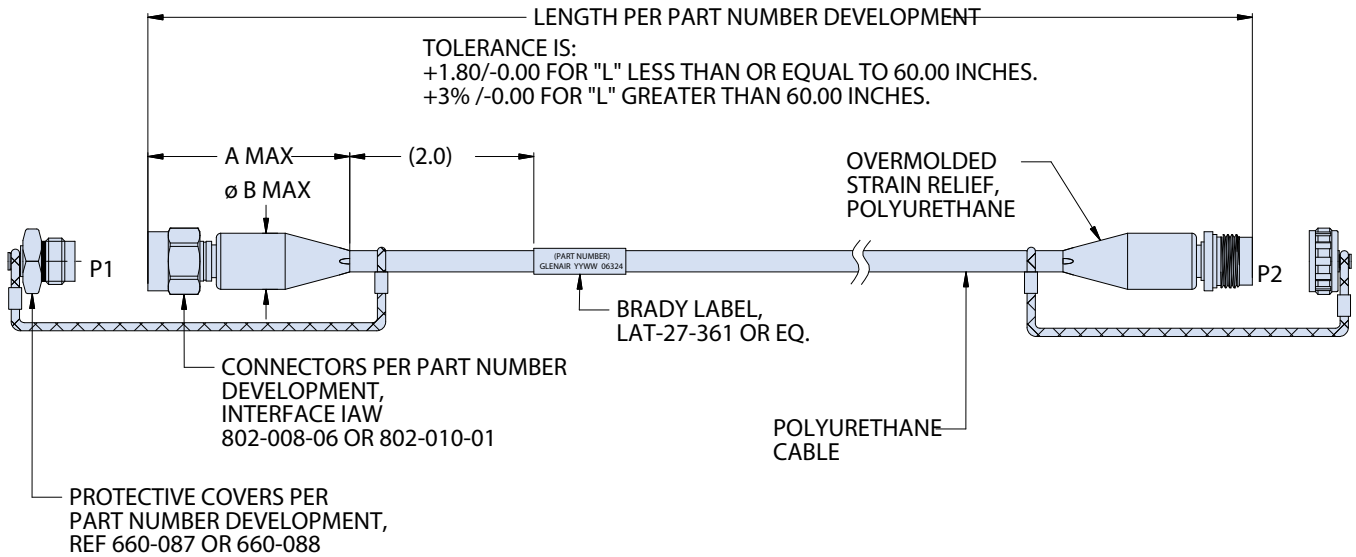 LENGTH PER PART NUMBER DEVELOPMENT
TOLERANCE IS:
+1.80/-0.00 FOR "L" LESS THAN OR EQUAL TO 60.00 INCHES.
+3% /-0.00 FOR "L" GREATER THAN 60.00 INCHES.
A MAX
(2.0)
ø B MAX
OVERMOLDED
STRAIN RELIEF,
POLYURETHANE
P1
(PART NUMBER)
GLENAIR YYWW 06324
P2
BRADY LABEL,
LAT-27-361 OR EQ.
CONNECTORS PER PART NUMBER
DEVELOPMENT,
INTERFACE IAW
802-008-06 OR 802-010-01
POLYURETHANE
CABLE
PROTECTIVE COVERS PER
PART NUMBER DEVELOPMENT,
REF 660-087 OR 660-088